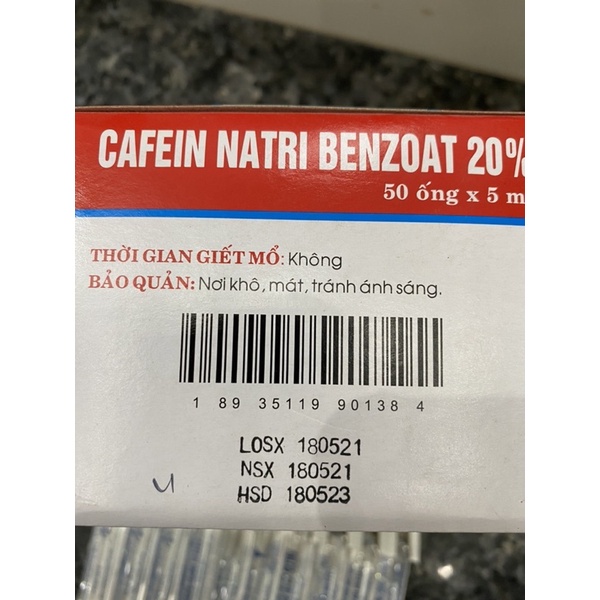 CAFEIN NATRI BENZOAT 20%
50 ống x 5 m
THỜI GIAN GIẾT MỔ: Không
BẢO QUẢN: Nơi khô, mát, tránh ánh sáng.
1 89 35119 90138 4
LOSX 180521
NSX 180521
HSD 180523